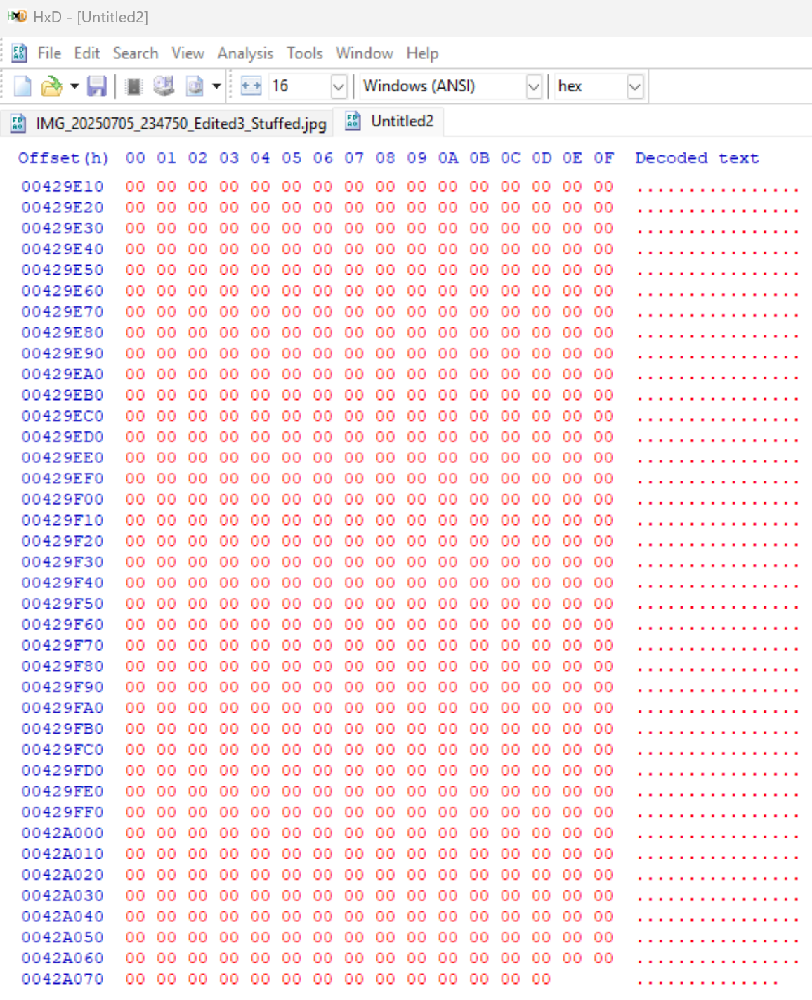 HxD - [Untitled2]
File Edit Search View Analysis Tools Window Help
16 Windows (ANSI) hex
IMG_20250705_234750_Edited3_Stuffed.jpg Untitled2
Offset(h) 00 01 02 03 04 05 06 07 08 09 0A 0B 0C 0D 0E 0F Decoded text
00429E10 00 00 00 00 00 00 00 00 00 00 00 00 00 00 00 00 ................
00429E20 00 00 00 00 00 00 00 00 00 00 00 00 00 00 00 00 ................
00429E30 00 00 00 00 00 00 00 00 00 00 00 00 00 00 00 00 ................
00429E40 00 00 00 00 00 00 00 00 00 00 00 00 00 00 00 00 ................
00429E50 00 00 00 00 00 00 00 00 00 00 00 00 00 00 00 00 ................
00429E60 00 00 00 00 00 00 00 00 00 00 00 00 00 00 00 00 ................
00429E70 00 00 00 00 00 00 00 00 00 00 00 00 00 00 00 00 ................
00429E80 00 00 00 00 00 00 00 00 00 00 00 00 00 00 00 00 ................
00429E90 00 00 00 00 00 00 00 00 00 00 00 00 00 00 00 00 ................
00429EA0 00 00 00 00 00 00 00 00 00 00 00 00 00 00 00 00 ................
00429EB0 00 00 00 00 00 00 00 00 00 00 00 00 00 00 00 00 ................
00429EC0 00 00 00 00 00 00 00 00 00 00 00 00 00 00 00 00 ................
00429ED0 00 00 00 00 00 00 00 00 00 00 00 00 00 00 00 00 ................
00429EE0 00 00 00 00 00 00 00 00 00 00 00 00 00 00 00 00 ................
00429EF0 00 00 00 00 00 00 00 00 00 00 00 00 00 00 00 00 ................
00429F00 00 00 00 00 00 00 00 00 00 00 00 00 00 00 00 00 ................
00429F10 00 00 00 00 00 00 00 00 00 00 00 00 00 00 00 00 ................
00429F20 00 00 00 00 00 00 00 00 00 00 00 00 00 00 00 00 ................
00429F30 00 00 00 00 00 00 00 00 00 00 00 00 00 00 00 00 ................
00429F40 00 00 00 00 00 00 00 00 00 00 00 00 00 00 00 00 ................
00429F50 00 00 00 00 00 00 00 00 00 00 00 00 00 00 00 00 ................
00429F60 00 00 00 00 00 00 00 00 00 00 00 00 00 00 00 00 ................
00429F70 00 00 00 00 00 00 00 00 00 00 00 00 00 00 00 00 ................
00429F80 00 00 00 00 00 00 00 00 00 00 00 00 00 00 00 00 ................
00429F90 00 00 00 00 00 00 00 00 00 00 00 00 00 00 00 00 ................
00429FA0 00 00 00 00 00 00 00 00 00 00 00 00 00 00 00 00 ................
00429FB0 00 00 00 00 00 00 00 00 00 00 00 00 00 00 00 00 ................
00429FC0 00 00 00 00 00 00 00 00 00 00 00 00 00 00 00 00 ................
00429FD0 00 00 00 00 00 00 00 00 00 00 00 00 00 00 00 00 ................
00429FE0 00 00 00 00 00 00 00 00 00 00 00 00 00 00 00 00 ................
00429FF0 00 00 00 00 00 00 00 00 00 00 00 00 00 00 00 00 ................
0042A000 00 00 00 00 00 00 00 00 00 00 00 00 00 00 00 00 ................
0042A010 00 00 00 00 00 00 00 00 00 00 00 00 00 00 00 00 ................
0042A020 00 00 00 00 00 00 00 00 00 00 00 00 00 00 00 00 ................
0042A030 00 00 00 00 00 00 00 00 00 00 00 00 00 00 00 00 ................
0042A040 00 00 00 00 00 00 00 00 00 00 00 00 00 00 00 00 ................
0042A050 00 00 00 00 00 00 00 00 00 00 00 00 00 00 00 00 ................
0042A060 00 00 00 00 00 00 00 00 00 00 00 00 00 00 00 00 ................
0042A070 00 00 00 00 00 00 00 00 00 00 00 00 00 00 ..............